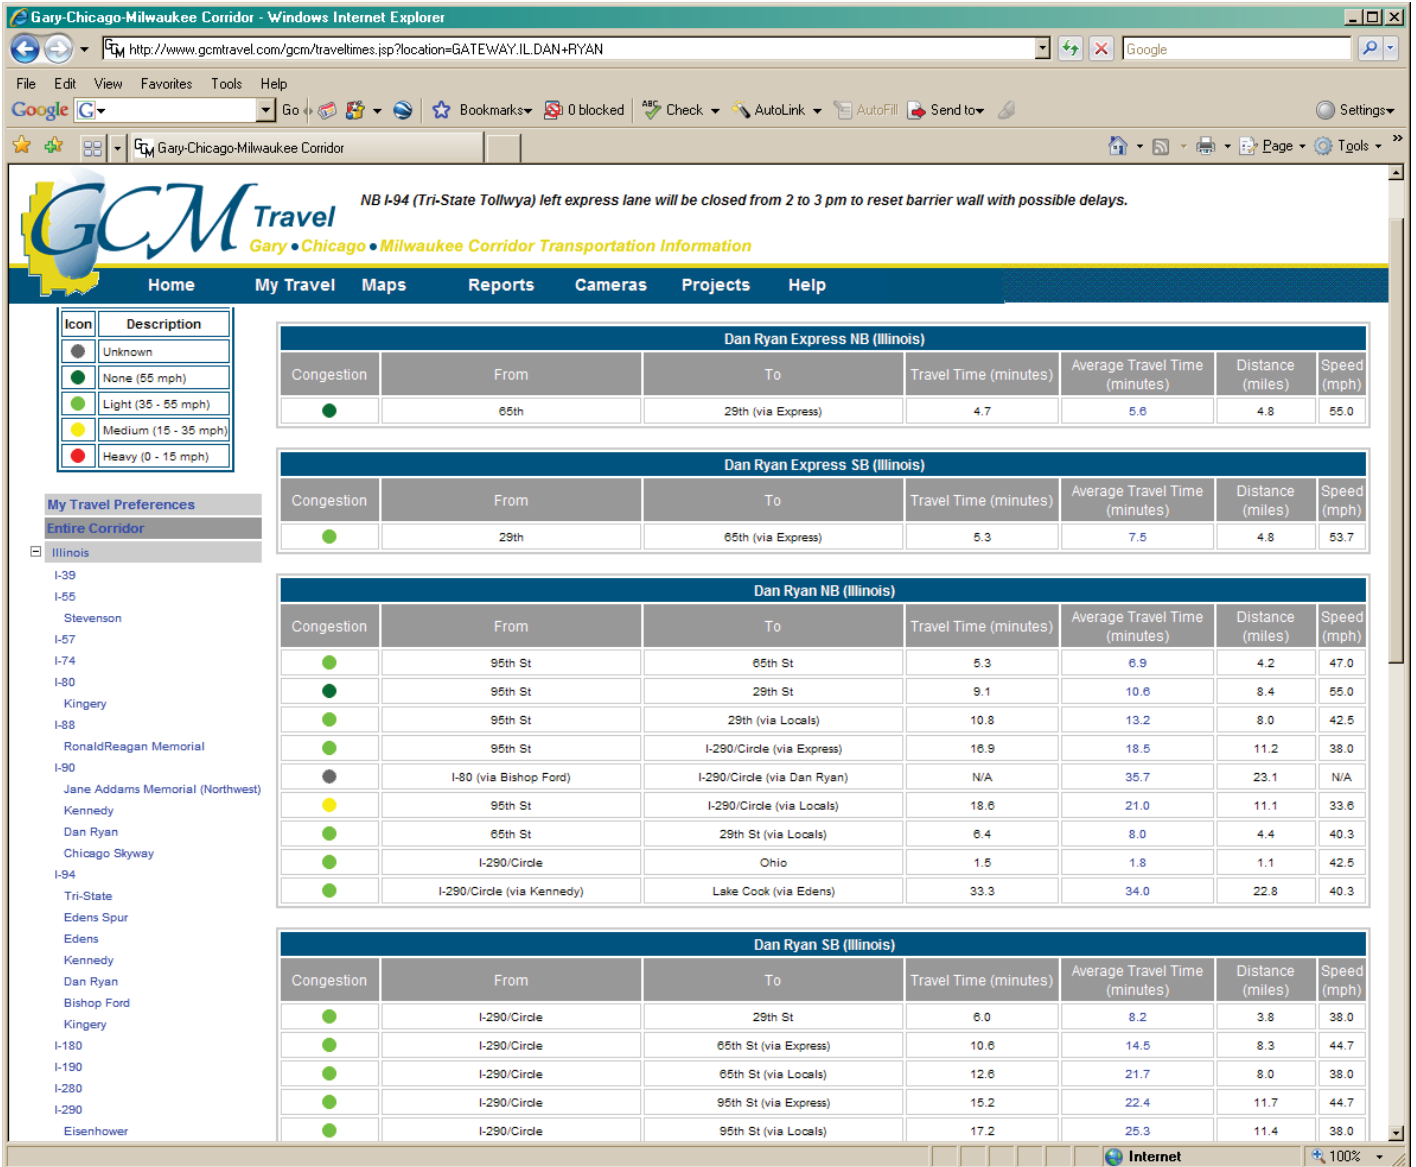 Gary-Chicago-Milwaukee Corridor - Windows Internet Explorer
http://www.gcmtravel.com/gcm/traveltimes.jsp?location=GATEWAY.IL.DAN+RYAN
Google
File Edit View Favorites Tools Help
Google G Go Bookmarks 0 blocked ABC Check AutoLink AutoFill Send to Settings
GCM Gary-Chicago-Milwaukee Corridor Page Tools »
GCM Travel
NB I-94 (Tri-State Tollwya) left express lane will be closed from 2 to 3 pm to reset barrier wall with possible delays.
Gary • Chicago • Milwaukee Corridor Transportation Information
Home My Travel Maps Reports Cameras Projects Help
Icon Description
Unknown
None (55 mph)
Light (35 - 55 mph)
Medium (15 - 35 mph)
Heavy (0 - 15 mph)
My Travel Preferences
Entire Corridor
Illinois
I-39
I-55
Stevenson
I-57
I-74
I-80
Kingery
I-88
RonaldReagan Memorial
I-90
Jane Addams Memorial (Northwest)
Kennedy
Dan Ryan
Chicago Skyway
I-94
Tri-State
Edens Spur
Edens
Kennedy
Dan Ryan
Bishop Ford
Kingery
I-180
I-190
I-280
I-290
Eisenhower
Dan Ryan Express NB (Illinois)
Congestion From To Travel Time (minutes) Average Travel Time (minutes) Distance (miles) Speed (mph)
65th 29th (via Express) 4.7 5.6 4.8 55.0
Dan Ryan Express SB (Illinois)
Congestion From To Travel Time (minutes) Average Travel Time (minutes) Distance (miles) Speed (mph)
29th 65th (via Express) 5.3 7.5 4.8 53.7
Dan Ryan NB (Illinois)
Congestion From To Travel Time (minutes) Average Travel Time (minutes) Distance (miles) Speed (mph)
95th St 65th St 5.3 6.9 4.2 47.0
95th St 29th St 9.1 10.6 8.4 55.0
95th St 29th (via Locals) 10.8 13.2 8.0 42.5
95th St I-290/Circle (via Express) 16.9 18.5 11.2 38.0
I-80 (via Bishop Ford) I-290/Circle (via Dan Ryan) N/A 35.7 23.1 N/A
95th St I-290/Circle (via Locals) 18.6 21.0 11.1 33.6
65th St 29th St (via Locals) 6.4 8.0 4.4 40.3
I-290/Circle Ohio 1.5 1.8 1.1 42.5
I-290/Circle (via Kennedy) Lake Cook (via Edens) 33.3 34.0 22.8 40.3
Dan Ryan SB (Illinois)
Congestion From To Travel Time (minutes) Average Travel Time (minutes) Distance (miles) Speed (mph)
I-290/Circle 29th St 6.0 8.2 3.8 38.0
I-290/Circle 65th St (via Express) 10.6 14.5 8.3 44.7
I-290/Circle 65th St (via Locals) 12.6 21.7 8.0 38.0
I-290/Circle 95th St (via Express) 15.2 22.4 11.7 44.7
I-290/Circle 95th St (via Locals) 17.2 25.3 11.4 38.0
Internet 100%